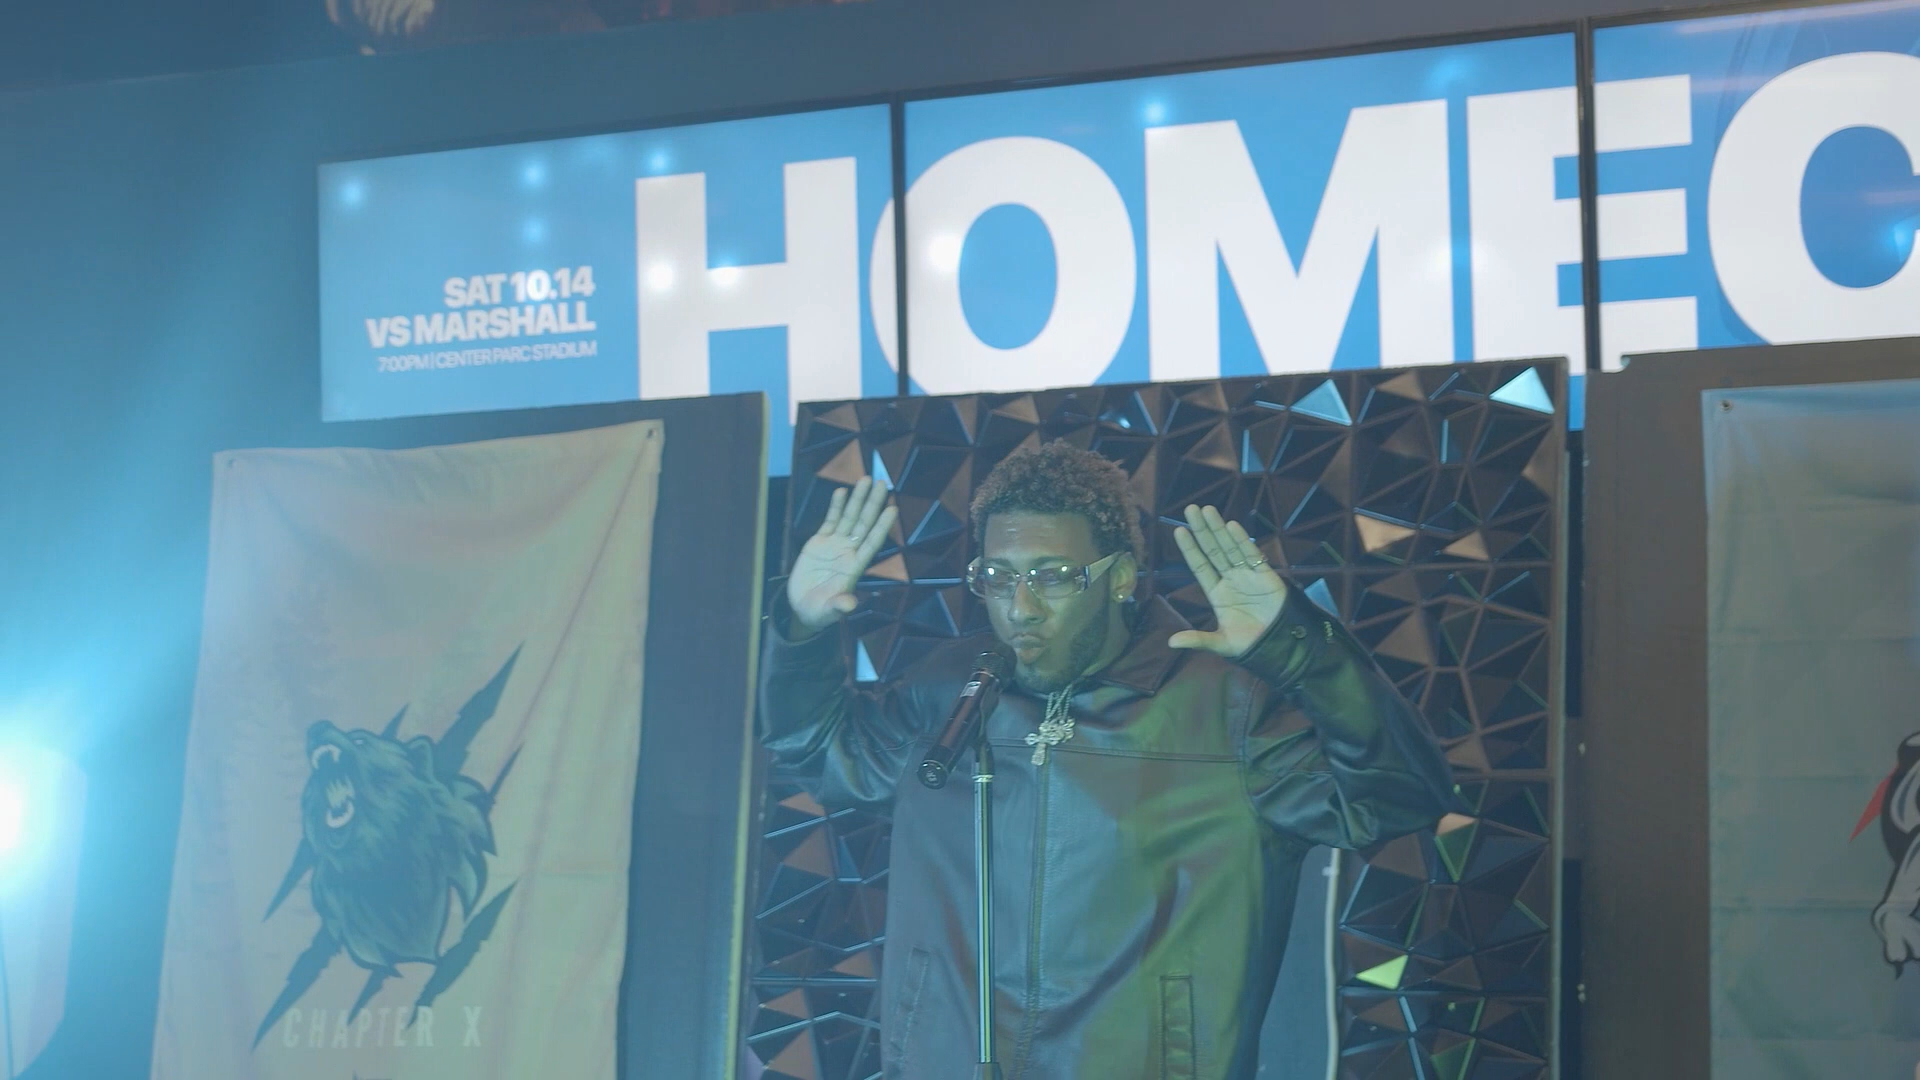 SAT 10.14
VS MARSHALL
7:00PM | CENTER PARC STADIUM
HOMEC
CHAPTER X